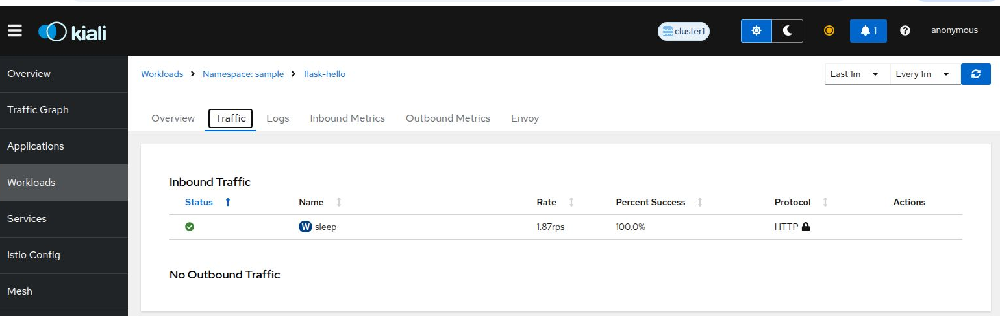 kiali
cluster1
1
anonymous
Overview
Traffic Graph
Applications
Workloads
Services
Istio Config
Mesh
Workloads > Namespace: sample > flask-hello
Last 1m
Every 1m
Overview Traffic Logs Inbound Metrics Outbound Metrics Envoy
Inbound Traffic
Status Name Rate Percent Success Protocol Actions
W sleep 1.87rps 100.0% HTTP
No Outbound Traffic